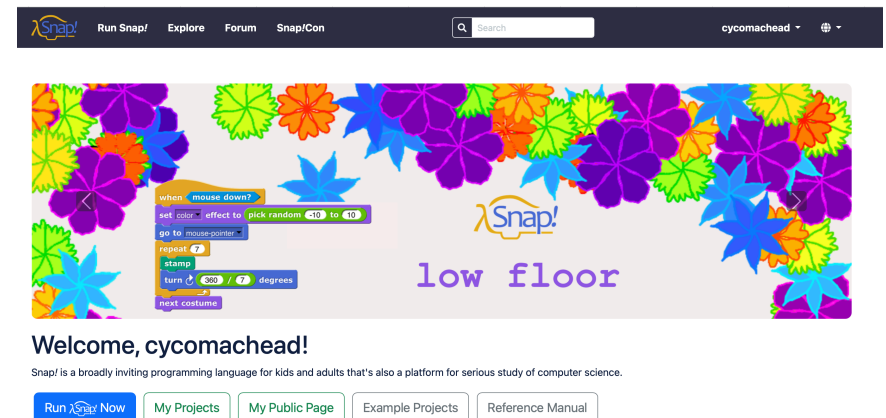 λSnap! Run Snap! Explore Forum Snap!Con Search cycomachead
when mouse down?
set color effect to pick random -10 to 10
go to mouse-pointer
repeat 7
stamp
turn 360 / 7 degrees
next costume
λSnap!
low floor
Welcome, cycomachead!
Snap! is a broadly inviting programming language for kids and adults that's also a platform for serious study of computer science.
Run λSnap! Now My Projects My Public Page Example Projects Reference Manual